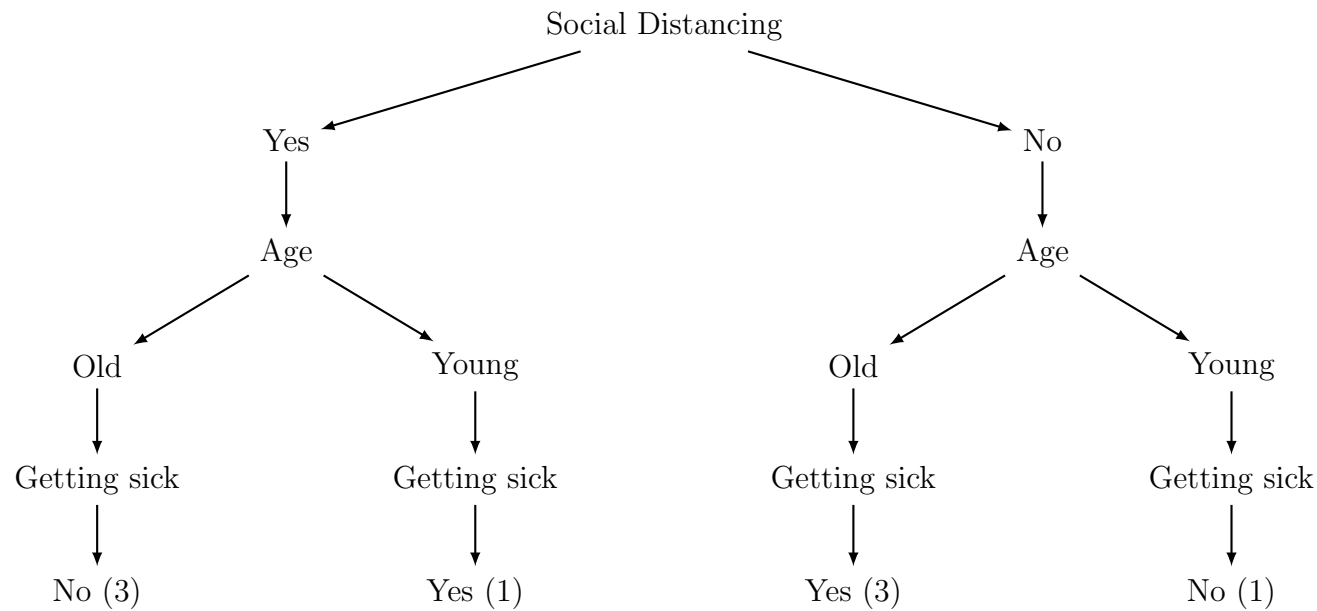 Social Distancing
Yes
No
Age
Age
Old
Young
Old
Young
Getting sick
Getting sick
Getting sick
Getting sick
No (3)
Yes (1)
Yes (3)
No (1)